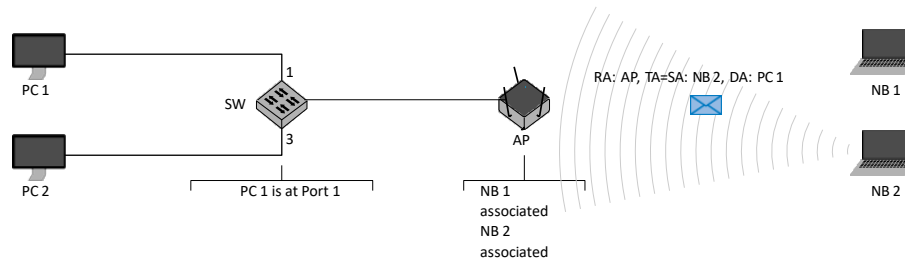 PC 1
1
SW
3
PC 2
PC 1 is at Port 1
AP
NB 1
associated
NB 2
associated
RA: AP, TA=SA: NB 2, DA: PC 1
NB 1
NB 2